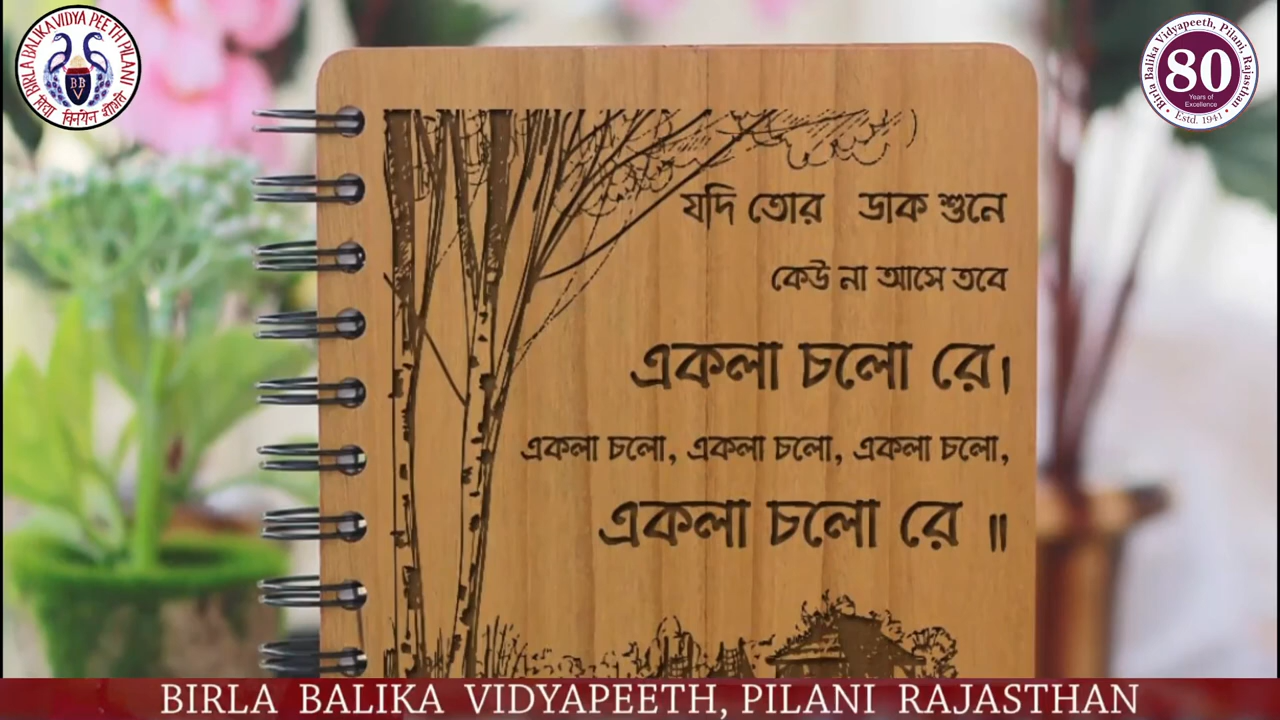 BIRLA BALIKA VIDYA PEETH PILANI
80
Years of
Excellence
Birla Balika Vidyapeeth, Pilani, Rajasthan
Estd. 1941
যদি তোর ডাক শুনে
কেউ না আসে তবে
একলা চলো রে।
একলা চলো, একলা চলো, একলা চলো,
একলা চলো রে ॥
BIRLA BALIKA VIDYAPEETH, PILANI RAJASTHAN